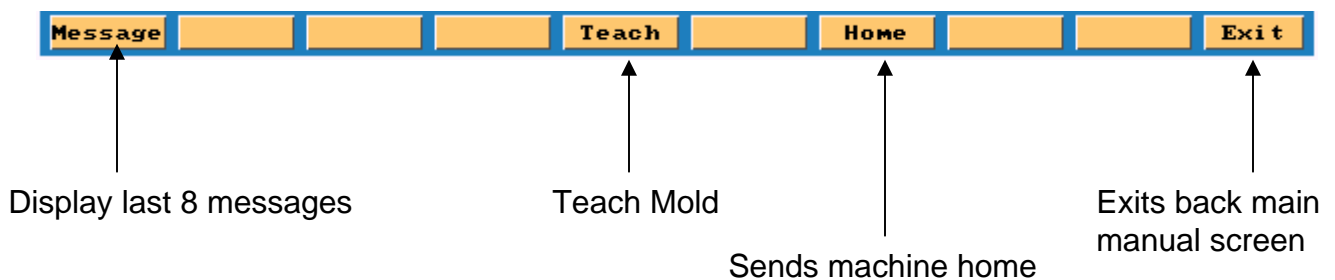 Message Teach Home Exit
Display last 8 messages
Teach Mold
Exits back main
manual screen
Sends machine home